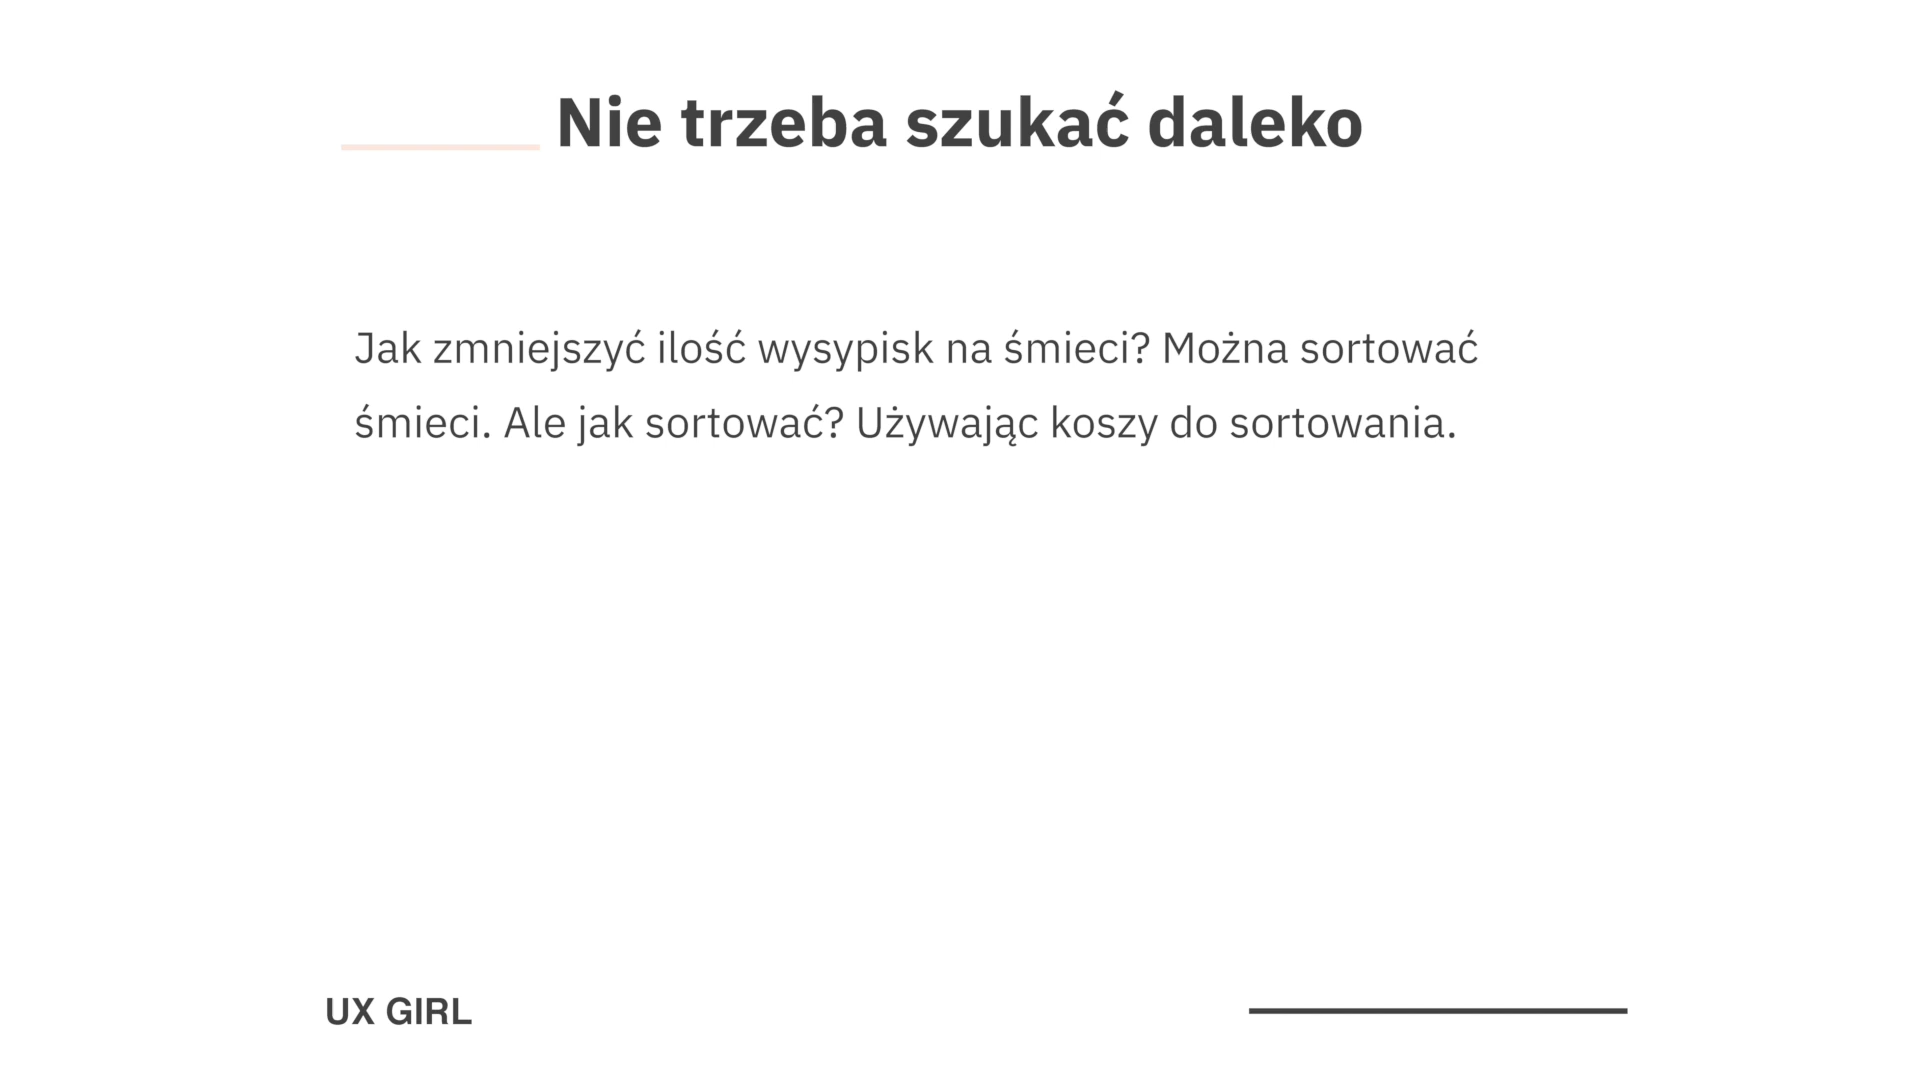 Nie trzeba szukać daleko
Jak zmniejszyć ilość wysypisk na śmieci? Można sortować
śmieci. Ale jak sortować? Używając koszy do sortowania.
UX GIRL